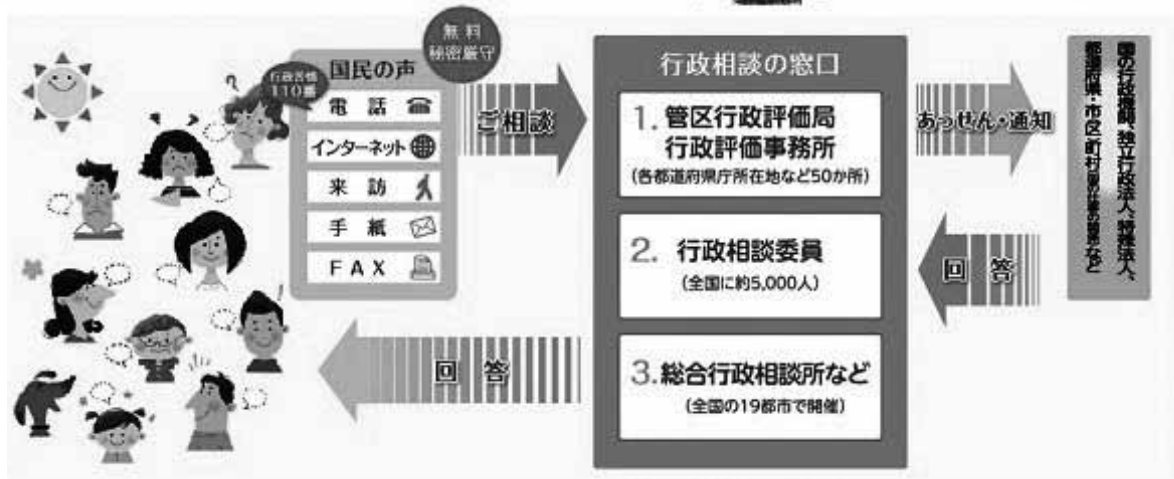 無料
秘密厳守
行政苦情
110番
国民の声
電話
インターネット
来訪
手紙
FAX
ご相談
行政相談の窓口
1. 管区行政評価局
行政評価事務所
(各都道府県庁所在地など50か所)
2. 行政相談委員
(全国に約5,000人)
3. 総合行政相談所など
(全国の19都市で開催)
あっせん・通知
回答
国の行政機関、独立行政法人、特殊法人、
都道府県・市区町村(国の仕事の関係)など
回答